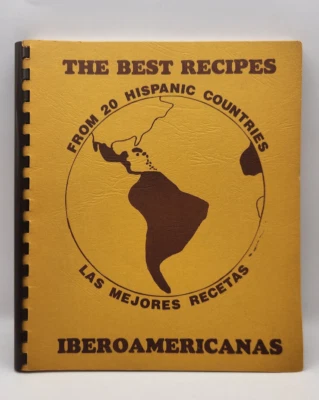 THE BEST RECIPES
FROM 20 HISPANIC COUNTRIES
LAS MEJORES RECETAS
IBEROAMERICANAS